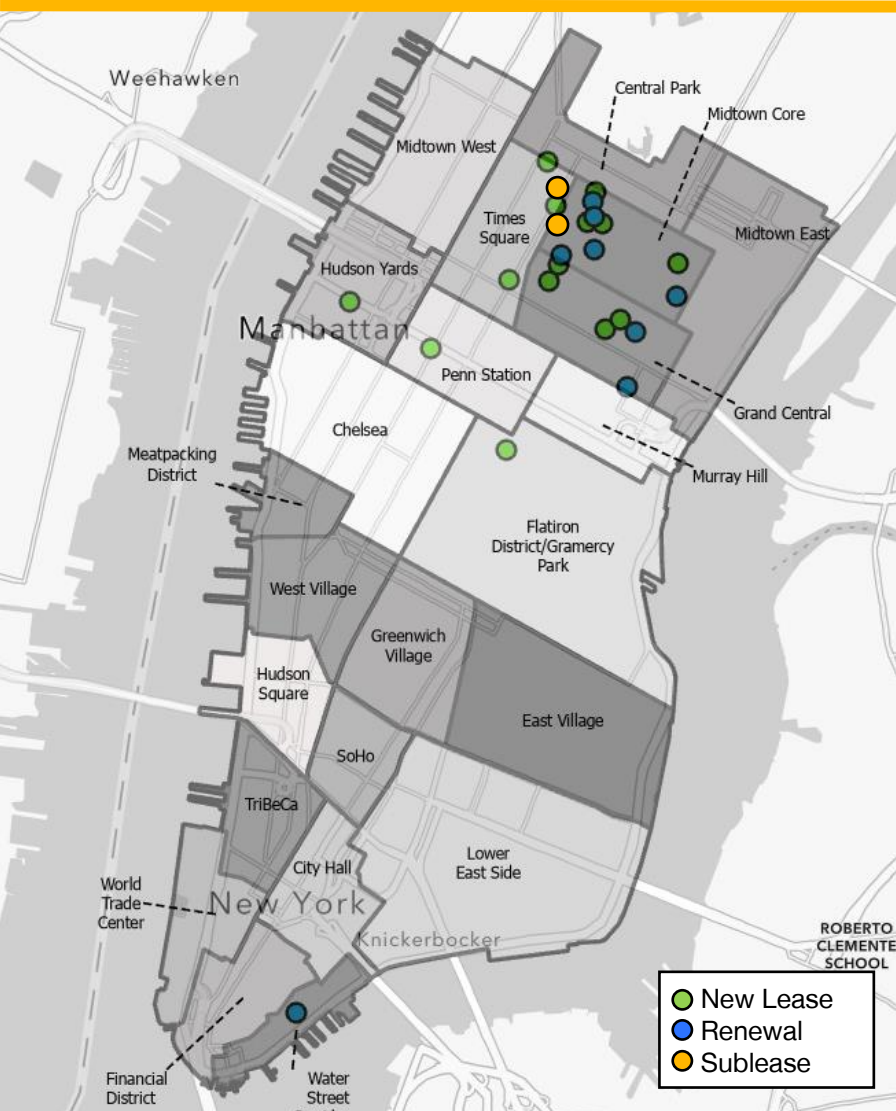 Weehawken
Central Park
Midtown Core
Midtown West
Times
Square
Midtown East
Hudson Yards
Manhattan
Penn Station
Grand Central
Chelsea
Meatpacking
District
Murray Hill
Flatiron
District/Gramercy
Park
West Village
Greenwich
Village
Hudson
Square
East Village
SoHo
TriBeCa
Lower
East Side
City Hall
World
Trade
Center
New York
Knickerbocker
ROBERTO
CLEMENTE
SCHOOL
New Lease
Renewal
Sublease
Financial
District
Water
Street